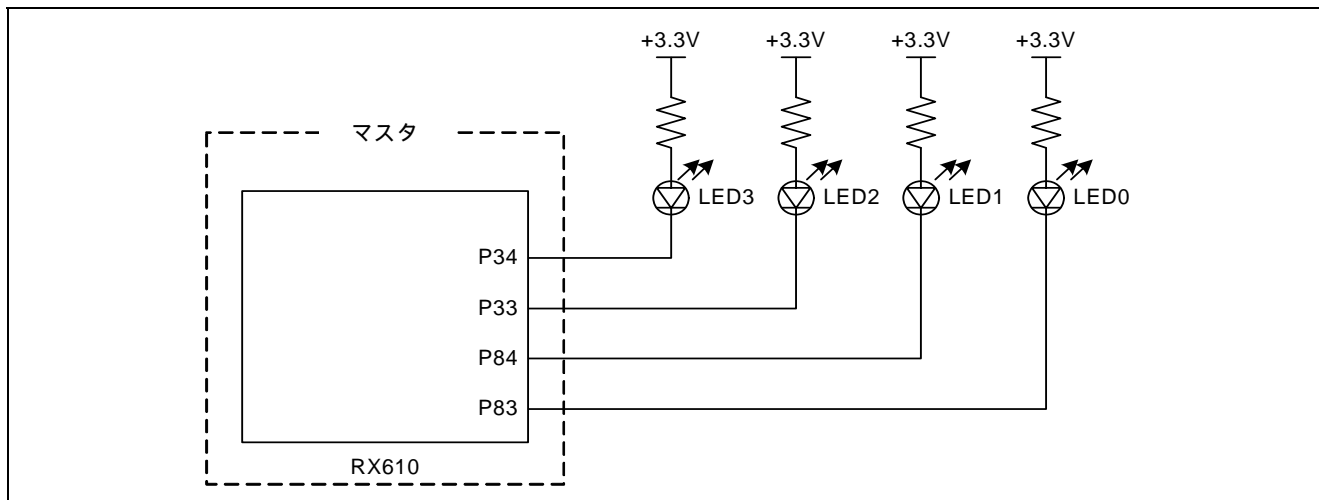 +3.3V +3.3V +3.3V +3.3V
マスタ
LED3 LED2 LED1 LED0
P34
P33
P84
P83
RX610